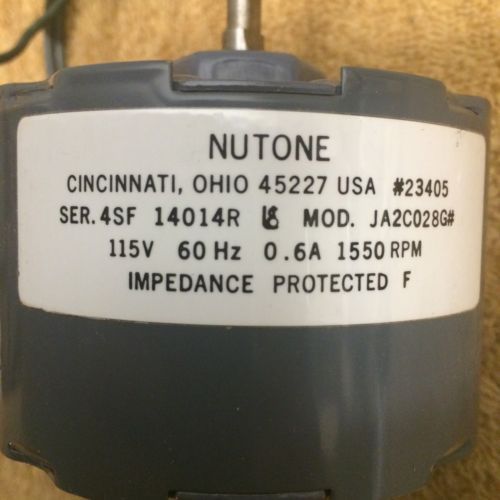 NUTONE
CINCINNATI, OHIO 45227 USA #23405
SER. 4SF 14014R MOD. JA2C028G#
115V 60 Hz 0.6A 1550 RPM
IMPEDANCE PROTECTED F